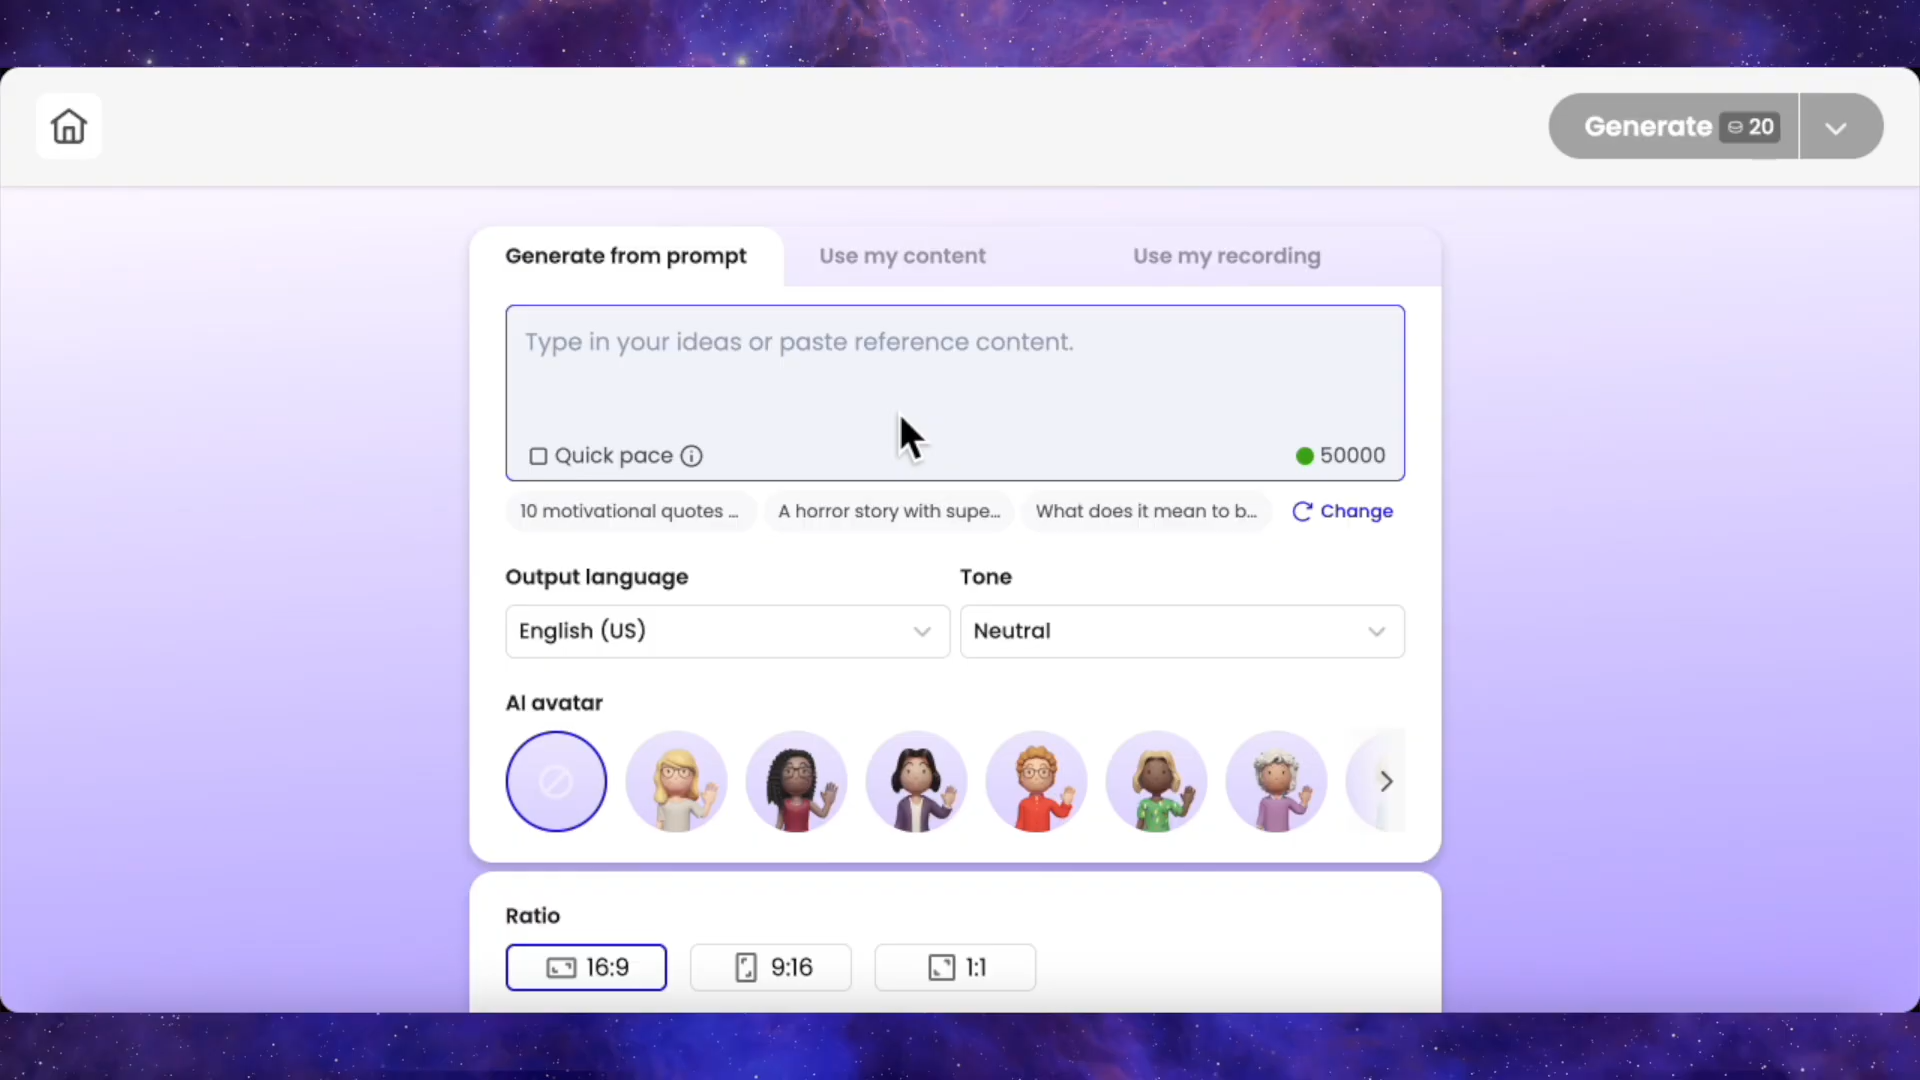 Generate 20
Generate from prompt Use my content Use my recording
Type in your ideas or paste reference content.
Quick pace 50000
10 motivational quotes ... A horror story with supe... What does it mean to b... Change
Output language Tone
English (US) Neutral
AI avatar
Ratio
16:9 9:16 1:1